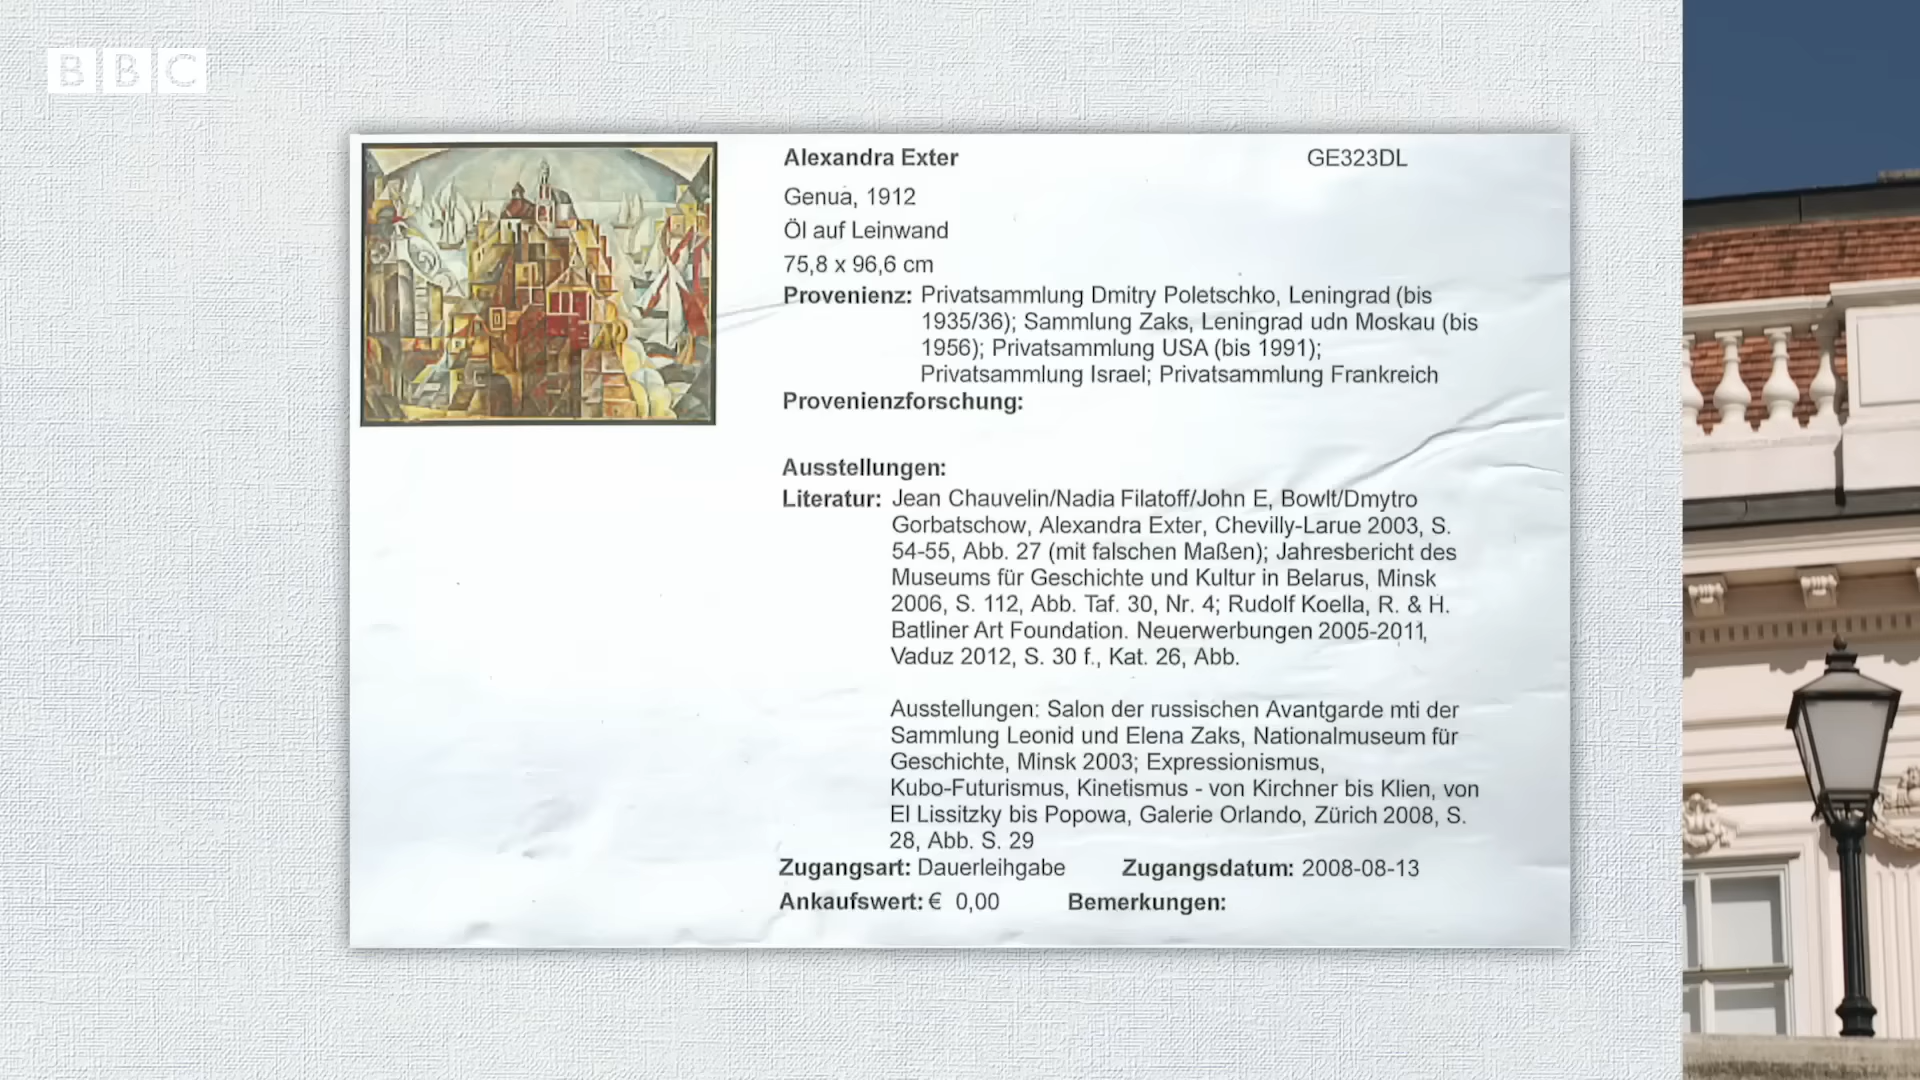 BBC
Alexandra Exter
GE323DL
Genua, 1912
Öl auf Leinwand
75,8 x 96,6 cm
Provenienz: Privatsammlung Dmitry Poletschko, Leningrad (bis
1935/36); Sammlung Zaks, Leningrad udn Moskau (bis
1956); Privatsammlung USA (bis 1991);
Privatsammlung Israel; Privatsammlung Frankreich
Provenienzforschung:
Ausstellungen:
Literatur: Jean Chauvelin/Nadia Filatoff/John E, Bowlt/Dmytro
Gorbatschow, Alexandra Exter, Chevilly-Larue 2003, S.
54-55, Abb. 27 (mit falschen Maßen); Jahresbericht des
Museums für Geschichte und Kultur in Belarus, Minsk
2006, S. 112, Abb. Taf. 30, Nr. 4; Rudolf Koella, R. & H.
Batliner Art Foundation. Neuerwerbungen 2005-2011,
Vaduz 2012, S. 30 f., Kat. 26, Abb.
Ausstellungen: Salon der russischen Avantgarde mti der
Sammlung Leonid und Elena Zaks, Nationalmuseum für
Geschichte, Minsk 2003; Expressionismus,
Kubo-Futurismus, Kinetismus - von Kirchner bis Klien, von
El Lissitzky bis Popowa, Galerie Orlando, Zürich 2008, S.
28, Abb. S. 29
Zugangsart: Dauerleihgabe Zugangsdatum: 2008-08-13
Ankaufswert: € 0,00 Bemerkungen: